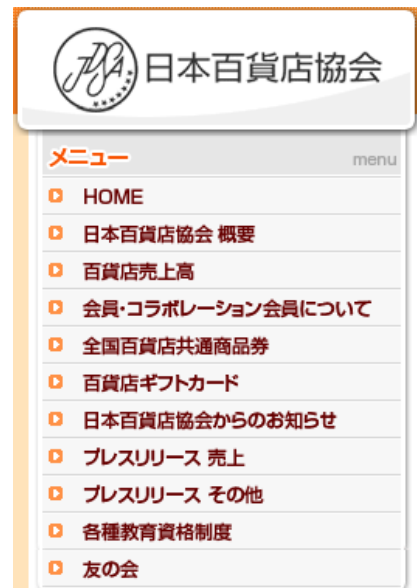 JDSA
日本百貨店協会
メニュー menu
HOME
日本百貨店協会 概要
百貨店売上高
会員・コラボレーション会員について
全国百貨店共通商品券
百貨店ギフトカード
日本百貨店協会からのお知らせ
プレスリリース 売上
プレスリリース その他
各種教育資格制度
友の会